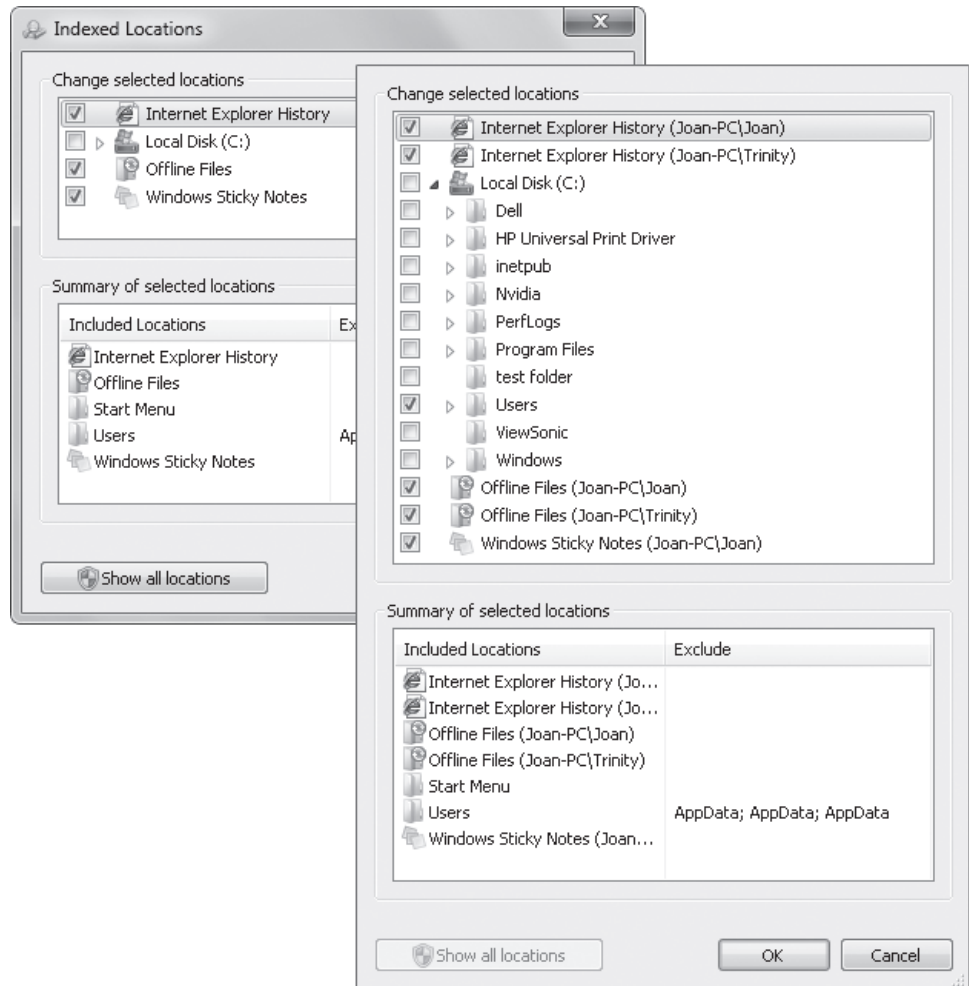 Indexed Locations
Change selected locations
Internet Explorer History
Local Disk (C:)
Offline Files
Windows Sticky Notes
Summary of selected locations
Included Locations Ex
Internet Explorer History
Offline Files
Start Menu
Users Ap
Windows Sticky Notes
Show all locations
Change selected locations
Internet Explorer History (Joan-PC\Joan)
Internet Explorer History (Joan-PC\Trinity)
Local Disk (C:)
Dell
HP Universal Print Driver
inetpub
Nvidia
PerfLogs
Program Files
test folder
Users
ViewSonic
Windows
Offline Files (Joan-PC\Joan)
Offline Files (Joan-PC\Trinity)
Windows Sticky Notes (Joan-PC\Joan)
Summary of selected locations
Included Locations Exclude
Internet Explorer History (Jo...
Internet Explorer History (Jo...
Offline Files (Joan-PC\Joan)
Offline Files (Joan-PC\Trinity)
Start Menu
Users AppData; AppData; AppData
Windows Sticky Notes (Joan...
Show all locations OK Cancel